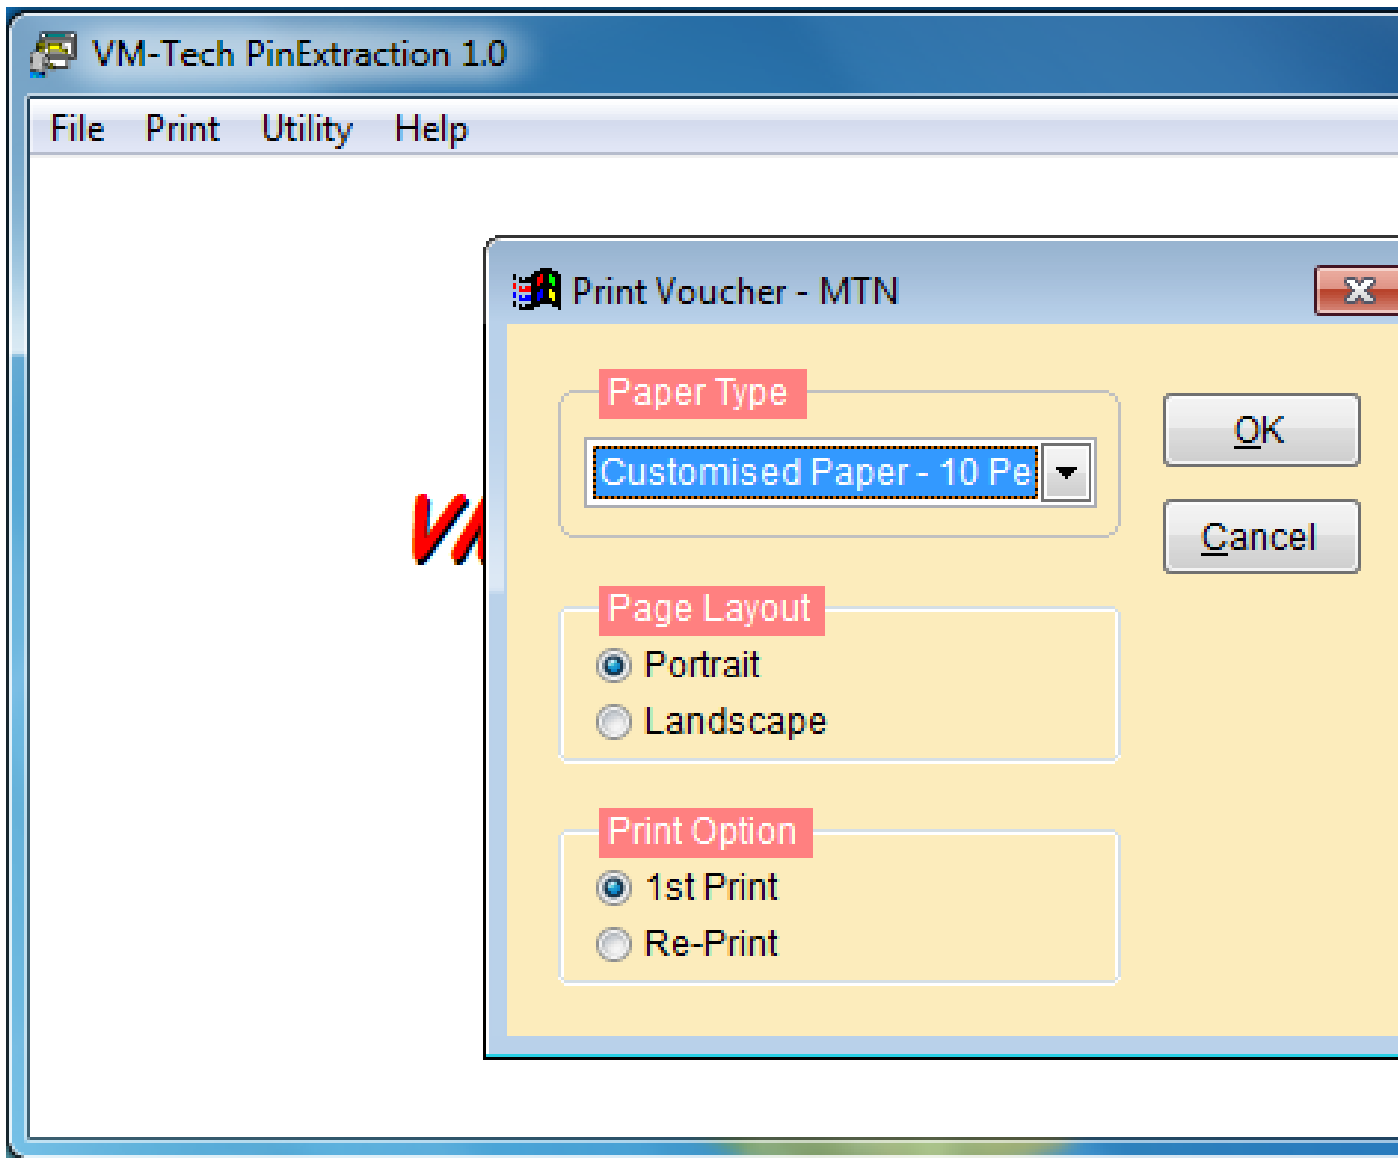 VM-Tech PinExtraction 1.0
File Print Utility Help
Print Voucher - MTN
Paper Type
Customised Paper - 10 Pe
OK
Cancel
Page Layout
Portrait
Landscape
Print Option
1st Print
Re-Print